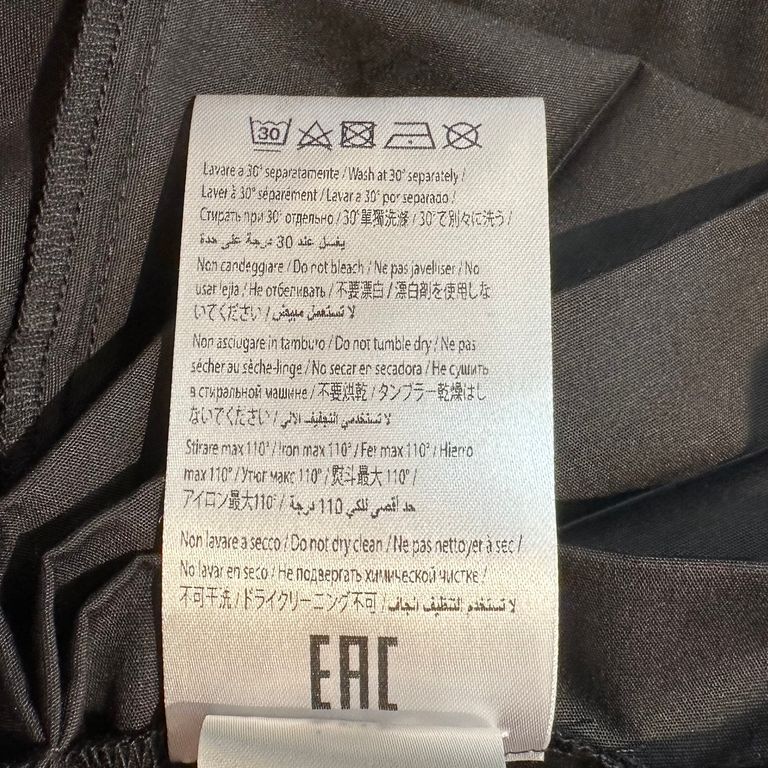 30
Lavare a 30° separatamente / Wash at 30° separately /
Laver à 30° séparément / Lavar a 30° por separado /
Стирать при 30° отдельно / 30°單獨洗滌 / 30°で別々に洗う /
يغسل عند 30 درجة على حدة
Non candeggiare / Do not bleach / Ne pas javeliser / No
usar lejia / Не отбеливать / 不要漂白 / 漂白剤を使用しな
いてください / لا تستعمل مبيض /
Non asciugare in tamburo / Do not tumble dry / Ne pas
sécher au sèche-linge / No secar en secadora / Не сушить
в стиральной машине / 不要烘乾 / タンブラー乾燥はし
ないでください / لا تستخدمي التجفيف الالي /
Stirare max 110° / Iron max 110° / Fer max 110° / Hierro
max 110° / Утюг макс 110° / 熨斗最大 110° /
アイロン最大110° / حد أقصي للكي 110 درجة
Non lavare a secco / Do not dry clean / Ne pas nettoyer à sec /
No lavar en seco / Не подвергать химической чистке /
不可干洗 / ドライクリーニング不可 / لا تستخدم التنظيف الجاف
EAC